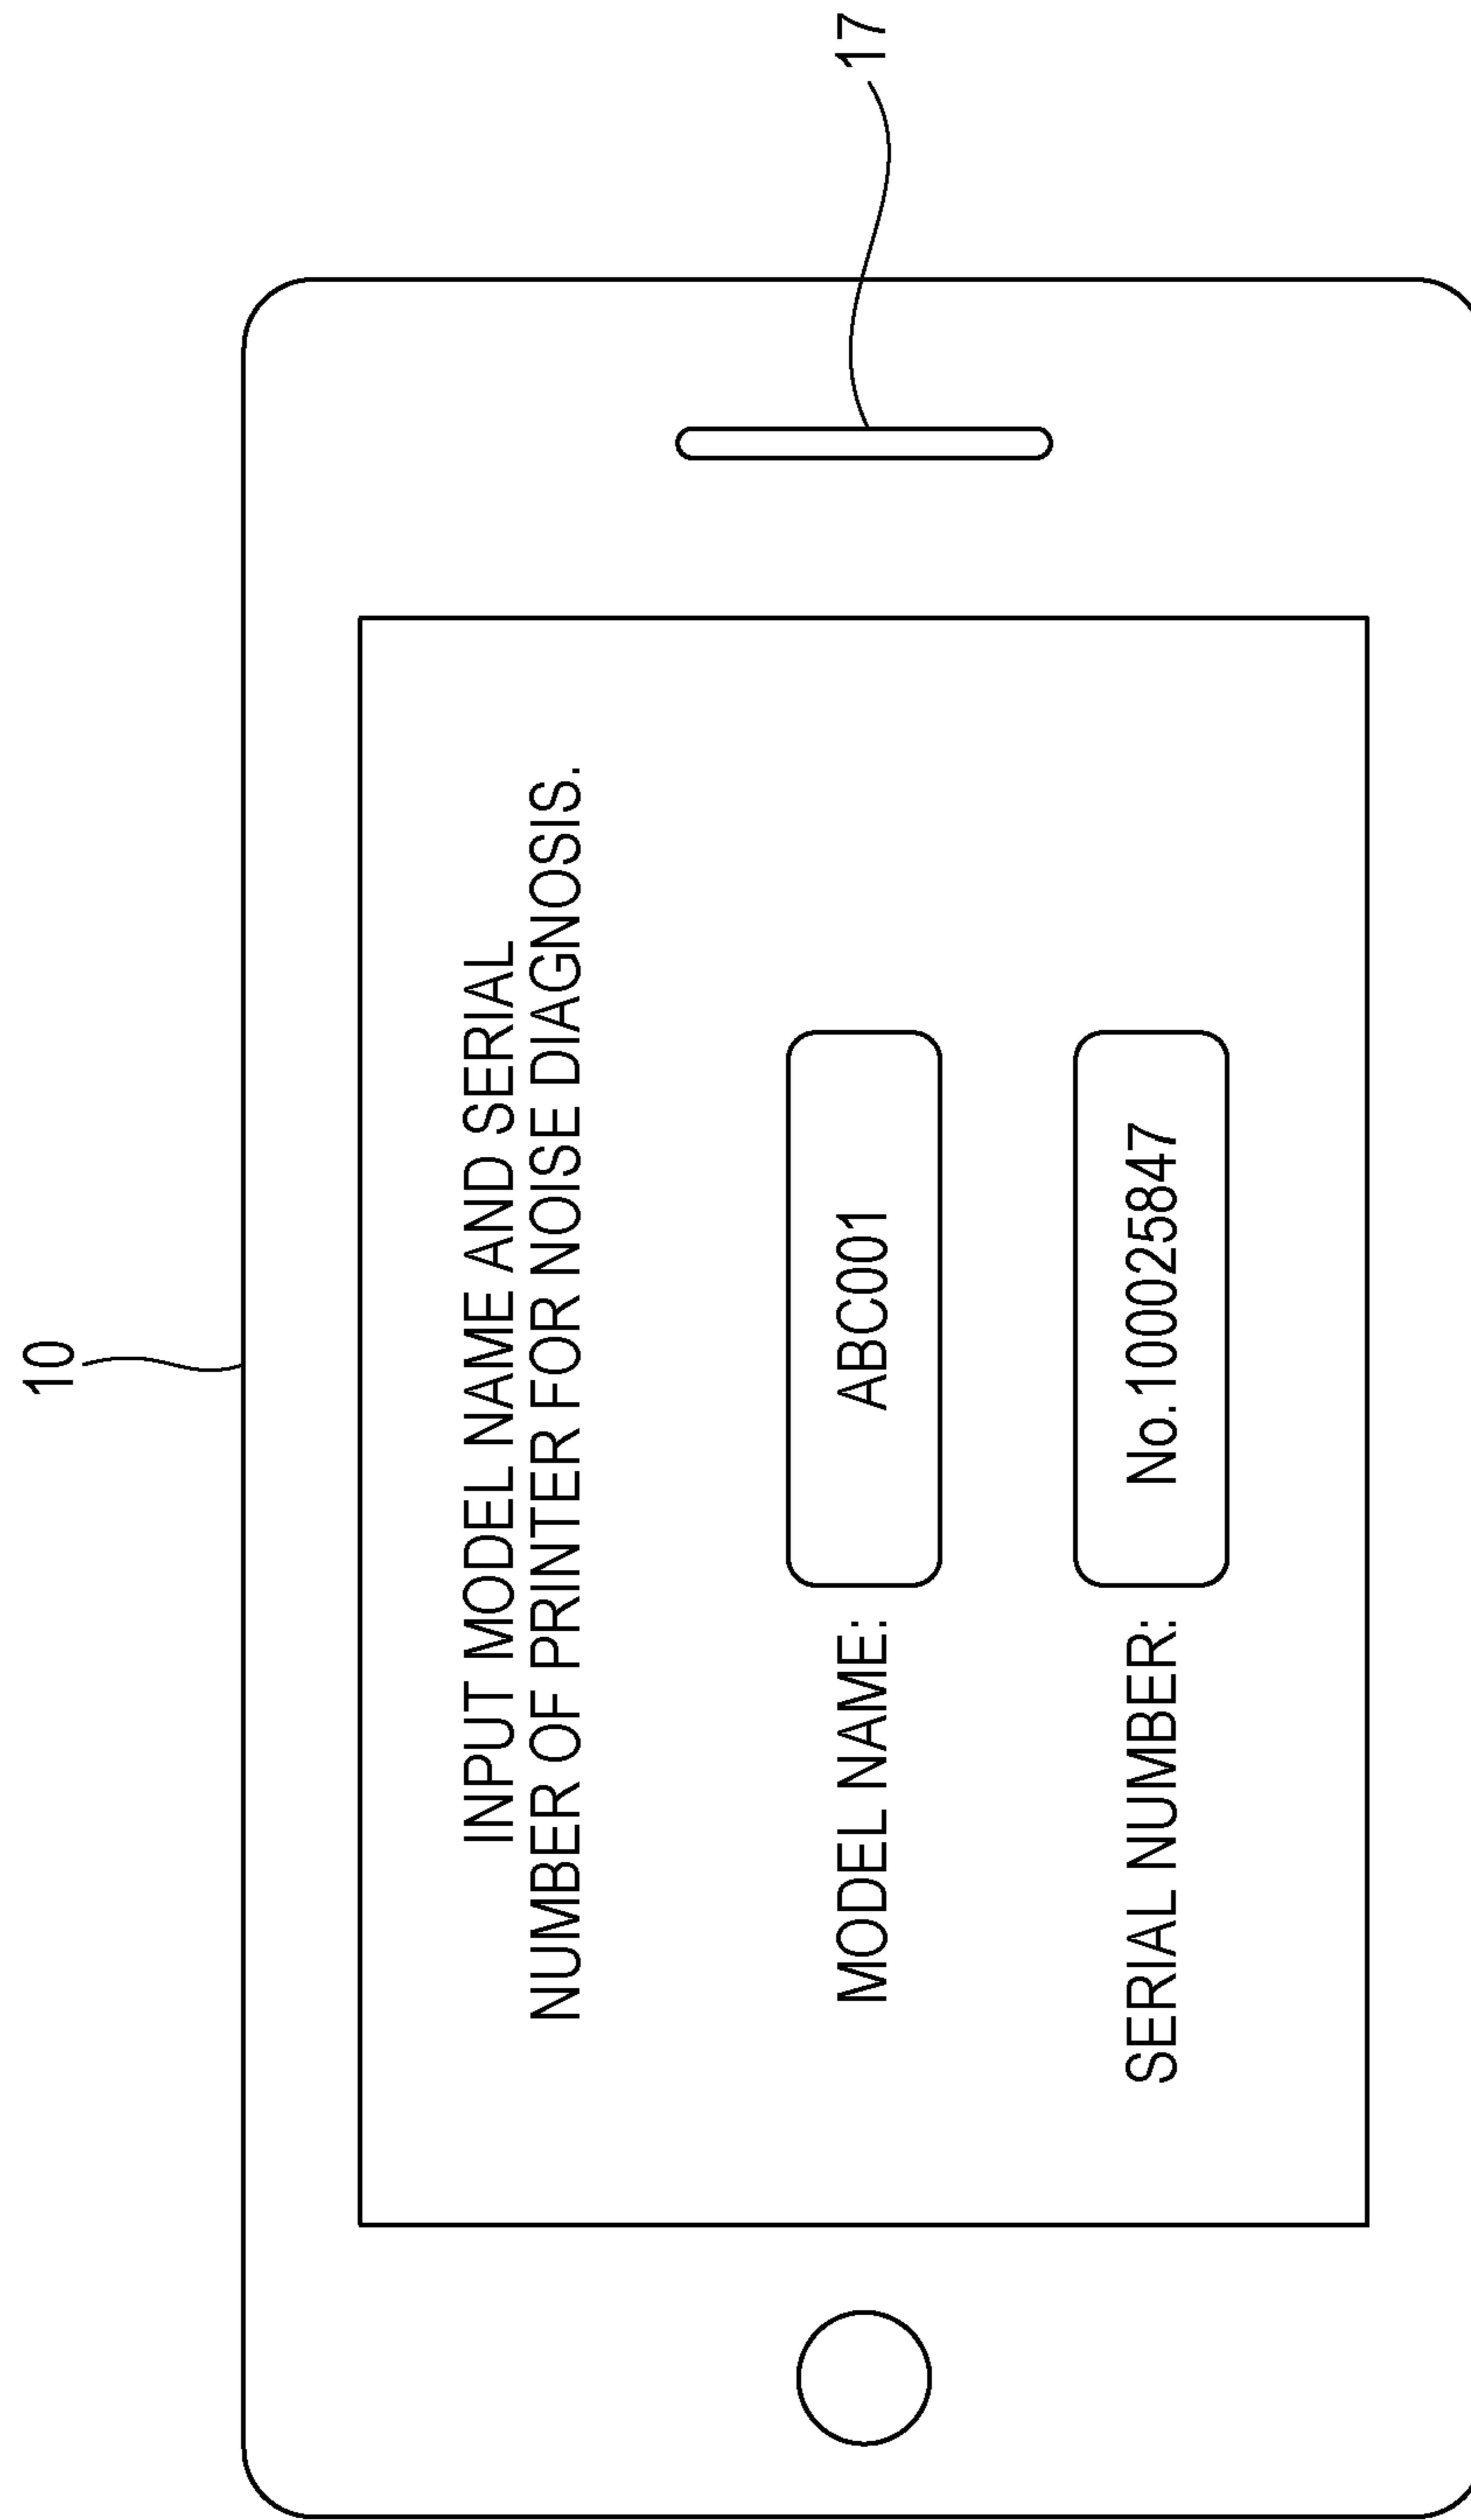 10
17
INPUT MODEL NAME AND SERIAL
NUMBER OF PRINTER FOR NOISE DIAGNOSIS.
MODEL NAME: ABC001
SERIAL NUMBER: No.100025847